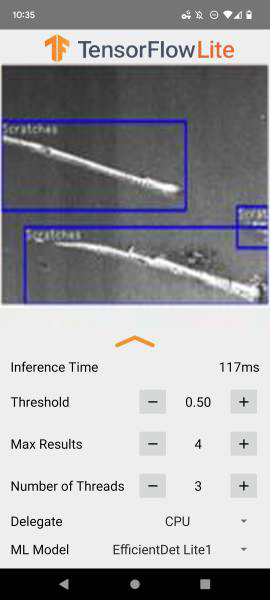 10:35
TensorFlowLite
Scratches
Scrat
Scratches
Inference Time 117ms
Threshold − 0.50 +
Max Results − 4 +
Number of Threads − 3 +
Delegate CPU
ML Model EfficientDet Lite1